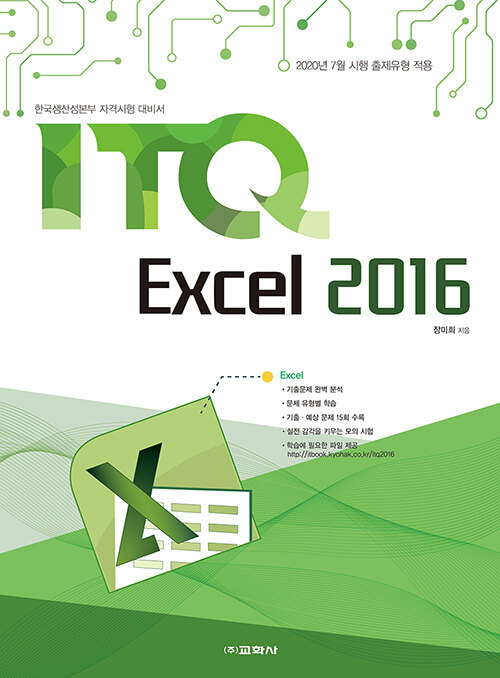 2020년 7월 시행 출제유형 적용
한국생산성본부 자격시험 대비서
ITQ
Excel 2016
장미희 지음
Excel
• 기출문제 완벽 분석
• 문제 유형별 학습
• 기출 · 예상 문제 15회 수록
• 실전 감각을 키우는 모의 시험
• 학습에 필요한 파일 제공
http://itbook.kyohak.co.kr/itq2016
(주)교학사